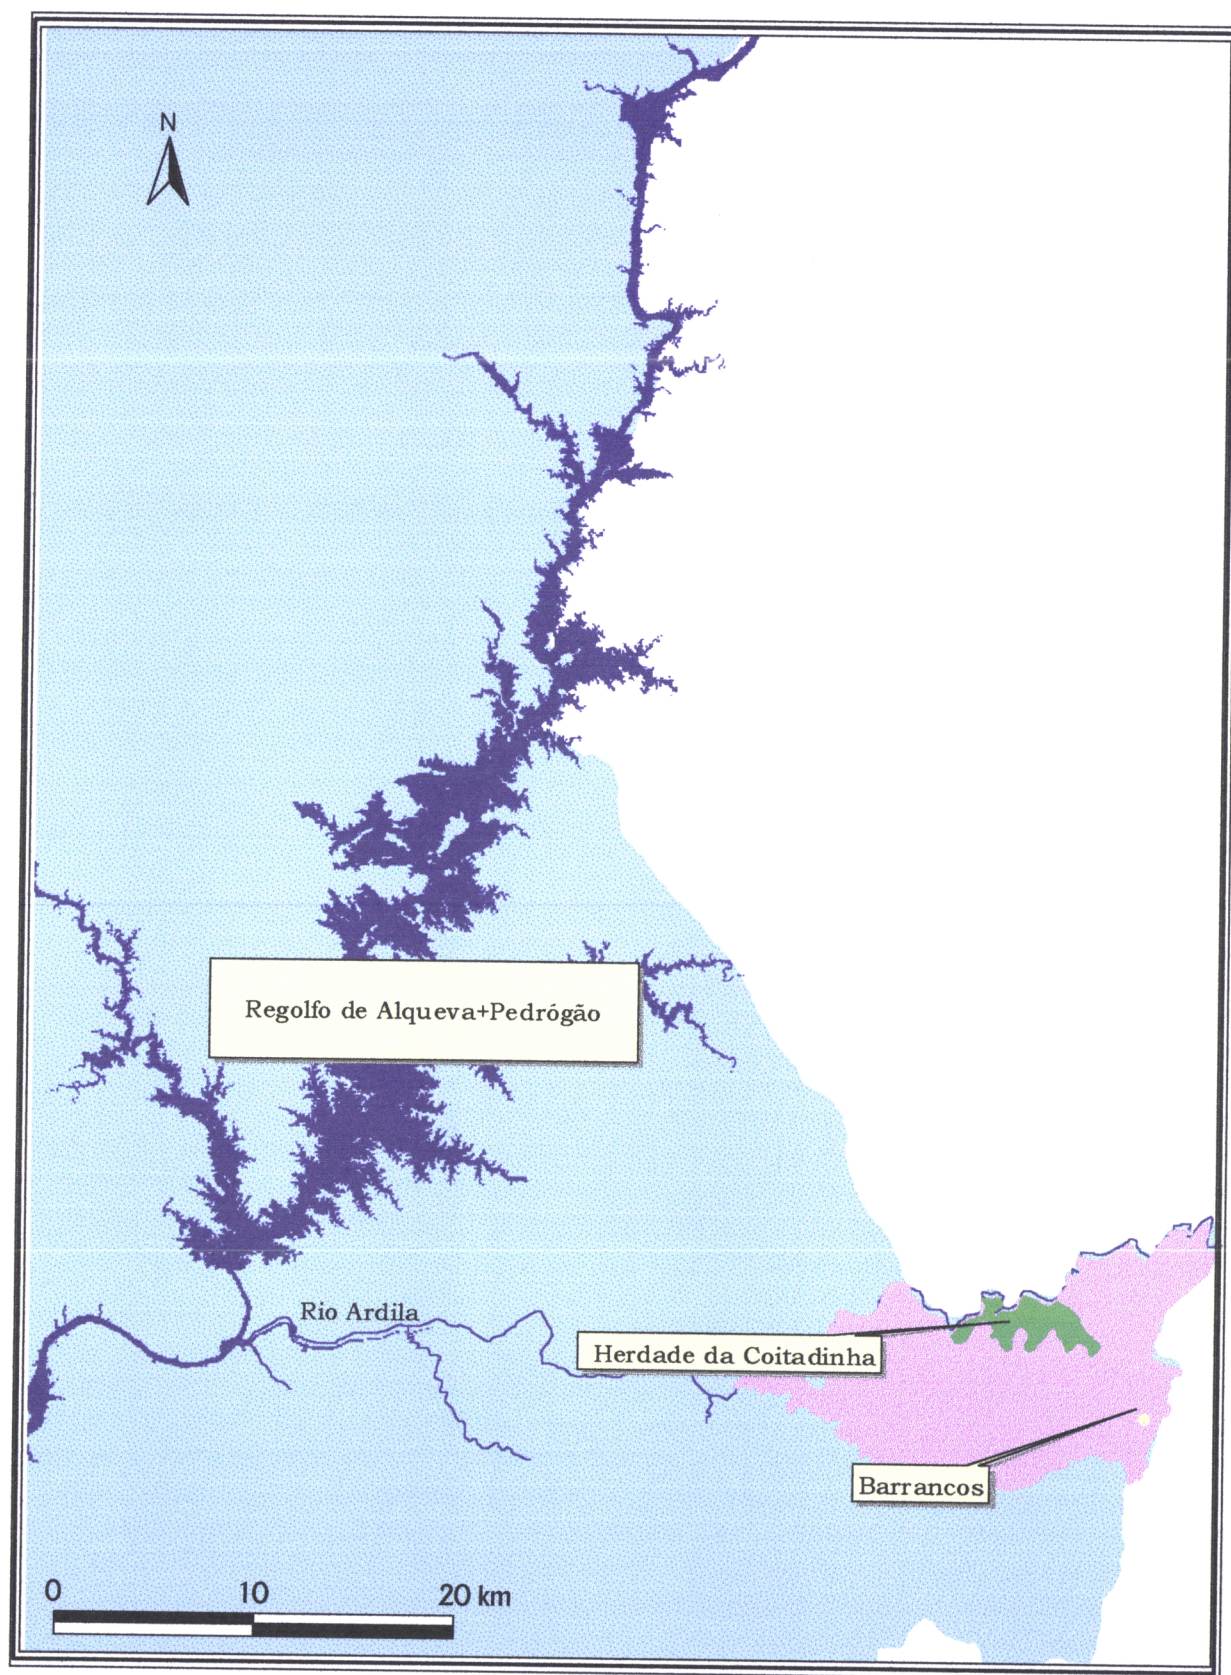 N
Regolfo de Alqueva+Pedrógão
Rio Ardila
Herdade da Coitadinha
Barrancos
0 10 20 km